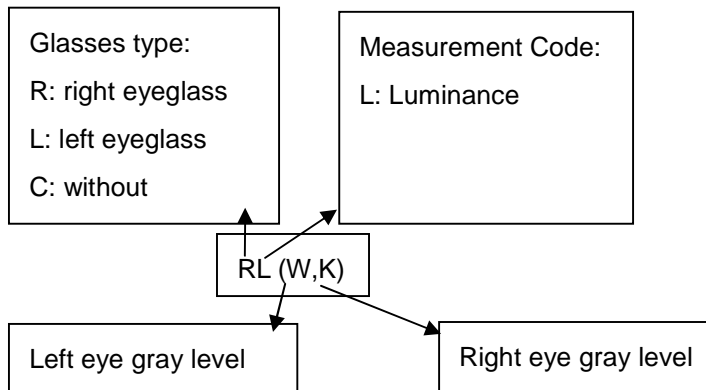 Glasses type:
R: right eyeglass
L: left eyeglass
C: without
Measurement Code:
L: Luminance
RL (W,K)
Left eye gray level
Right eye gray level